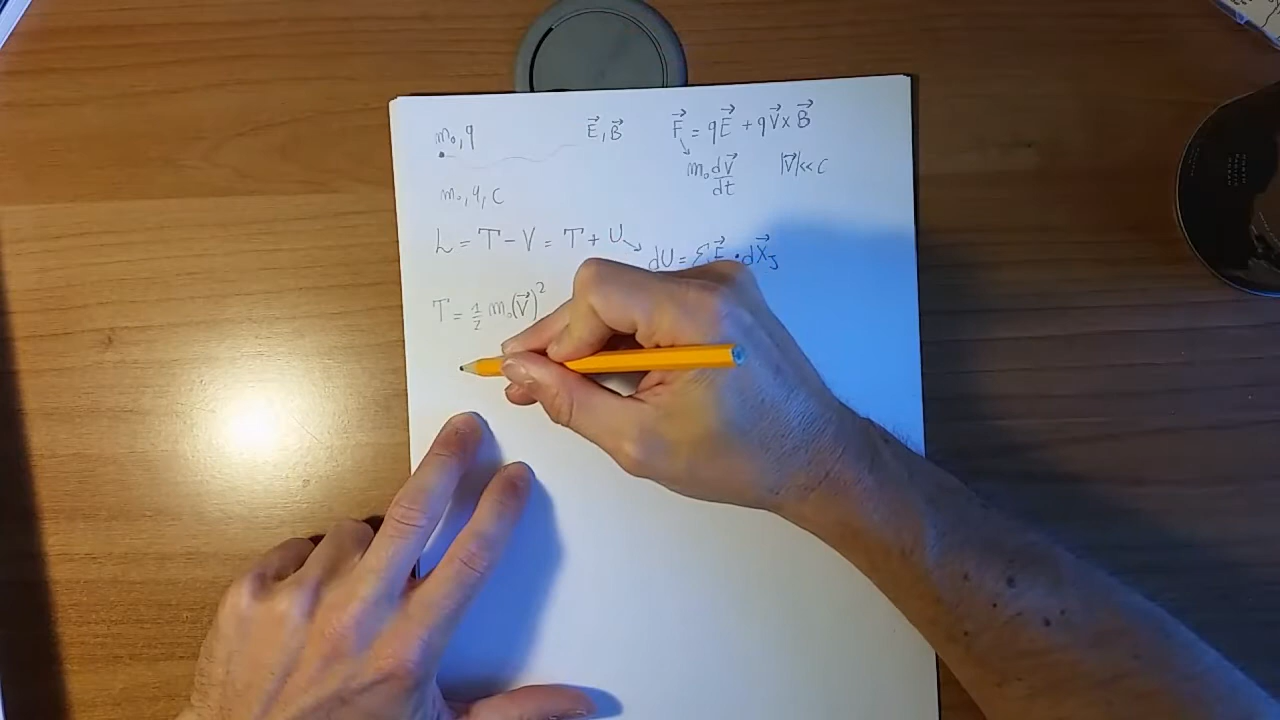 m₀,q E⃗,B⃗ F⃗ = qE⃗ + qV⃗×B⃗
m₀ dV⃗/dt |V⃗|<<c
m₀,q,c
L = T - V = T + U → dU = Σ F⃗ · dX⃗ⱼ
T = 1/2 m₀(V⃗)²